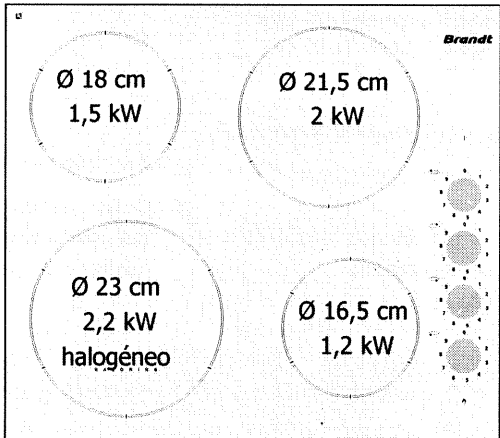 Brandt
Ø 18 cm
1,5 kW
Ø 21,5 cm
2 kW
Ø 23 cm
2,2 kW
halogéneo
Ø 16,5 cm
1,2 kW